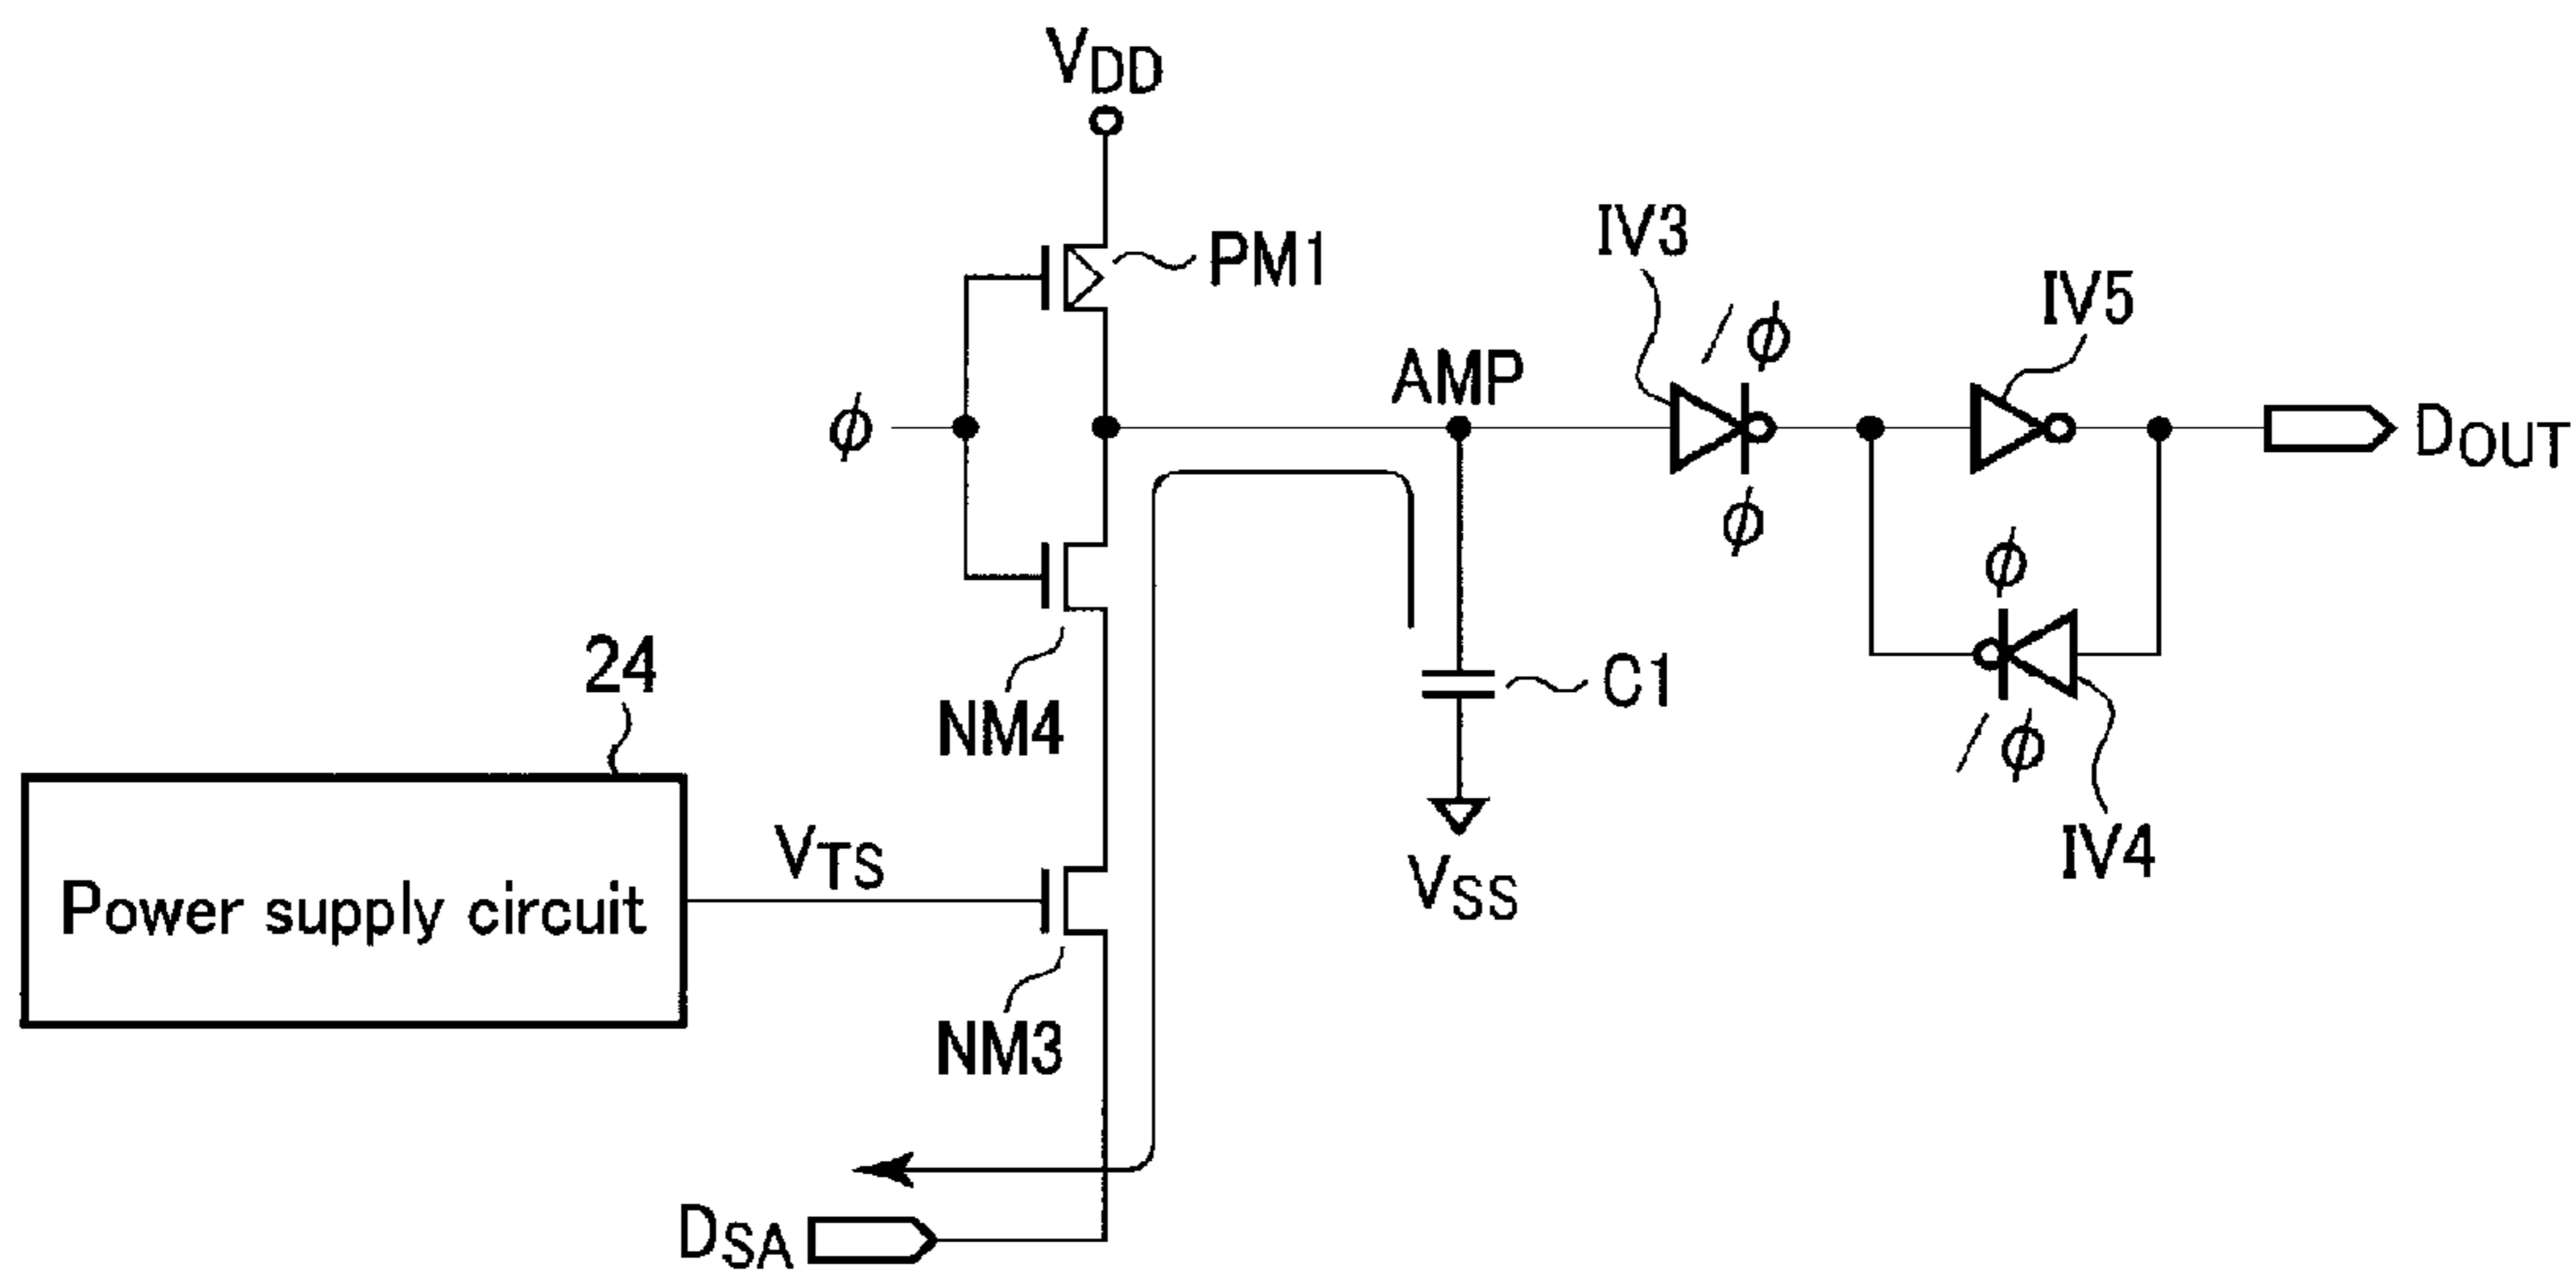 VDD
PM1
IV3
/ϕ
IV5
ϕ
AMP
DOUT
ϕ
ϕ
24
NM4
C1
/ϕ
Power supply circuit
VTS
VSS
IV4
NM3
DSA